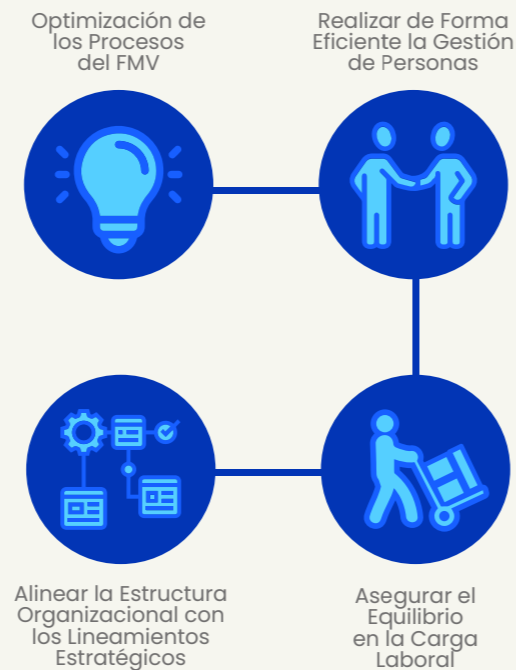 Optimización de
los Procesos
del FMV
Realizar de Forma
Eficiente la Gestión
de Personas
Alinear la Estructura
Organizacional con
los Lineamientos
Estratégicos
Asegurar el
Equilibrio
en la Carga
Laboral